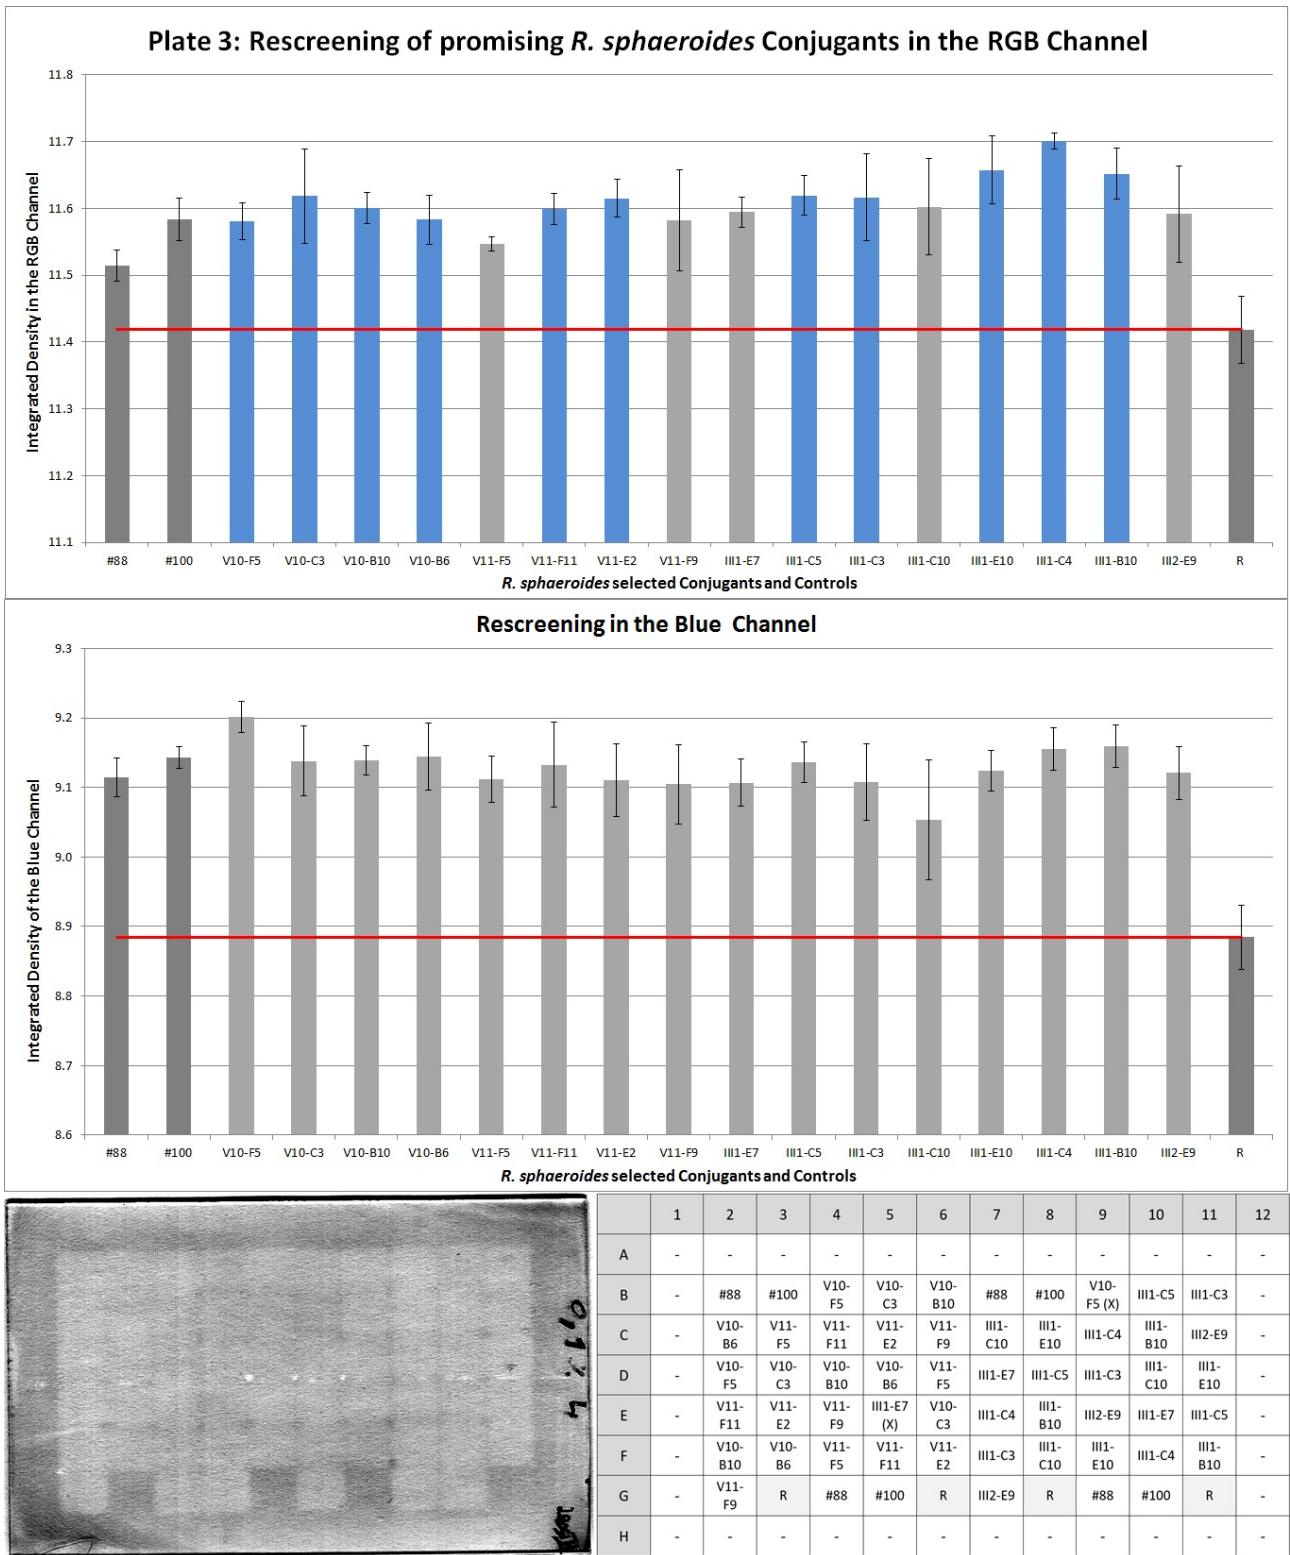 Plate 3: Rescreening of promising R. sphaeroides Conjugants in the RGB Channel
Integrated Density in the RGB Channel
11.8
11.7
11.6
11.5
11.4
11.3
11.2
11.1
#88 #100 V10-F5 V10-C3 V10-B10 V10-B6 V11-F5 V11-F11 V11-E2 V11-F9 III1-E7 III1-C5 III1-C3 III1-C10 III1-E10 III1-C4 III1-B10 III2-E9 R
R. sphaeroides selected Conjugants and Controls
Rescreening in the Blue Channel
Integrated Density of the Blue Channel
9.3
9.2
9.1
9.0
8.9
8.8
8.7
8.6
#88 #100 V10-F5 V10-C3 V10-B10 V10-B6 V11-F5 V11-F11 V11-E2 V11-F9 III1-E7 III1-C5 III1-C3 III1-C10 III1-E10 III1-C4 III1-B10 III2-E9 R
R. sphaeroides selected Conjugants and Controls
0,1 % 4
1 2 3 4 5 6 7 8 9 10 11 12
A - - - - - - - - - - - -
B - #88 #100 V10-F5 V10-C3 V10-B10 #88 #100 V10-F5 (X) III1-C5 III1-C3 -
C - V10-B6 V11-F5 V11-F11 V11-E2 V11-F9 III1-C10 III1-E10 III1-C4 III1-B10 III2-E9 -
D - V10-F5 V10-C3 V10-B10 V10-B6 V11-F5 III1-E7 III1-C5 III1-C3 III1-C10 III1-E10 -
E - V11-F11 V11-E2 V11-F9 III1-E7 (X) V10-C3 III1-C4 III1-B10 III2-E9 III1-E7 III1-C5 -
F - V10-B10 V10-B6 V11-F5 V11-F11 V11-E2 III1-C3 III1-C10 III1-E10 III1-C4 III1-B10 -
G - V11-F9 R #88 #100 R III2-E9 R #88 #100 R -
H - - - - - - - - - - - -